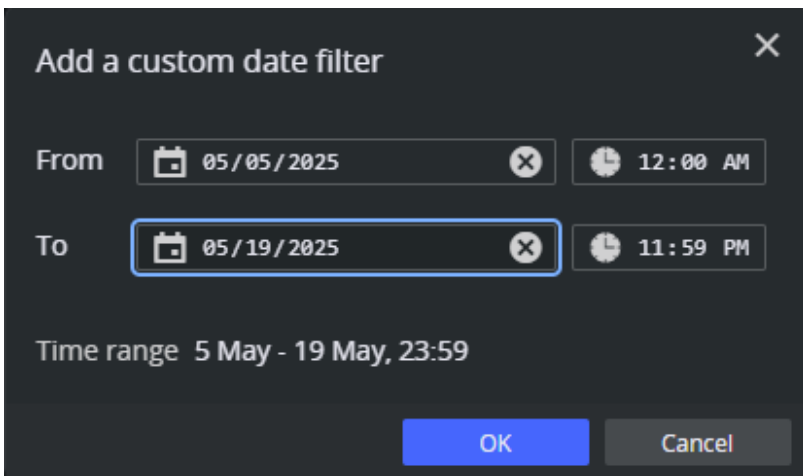 Add a custom date filter
From 05/05/2025 12:00 AM
To 05/19/2025 11:59 PM
Time range 5 May - 19 May, 23:59
OK Cancel